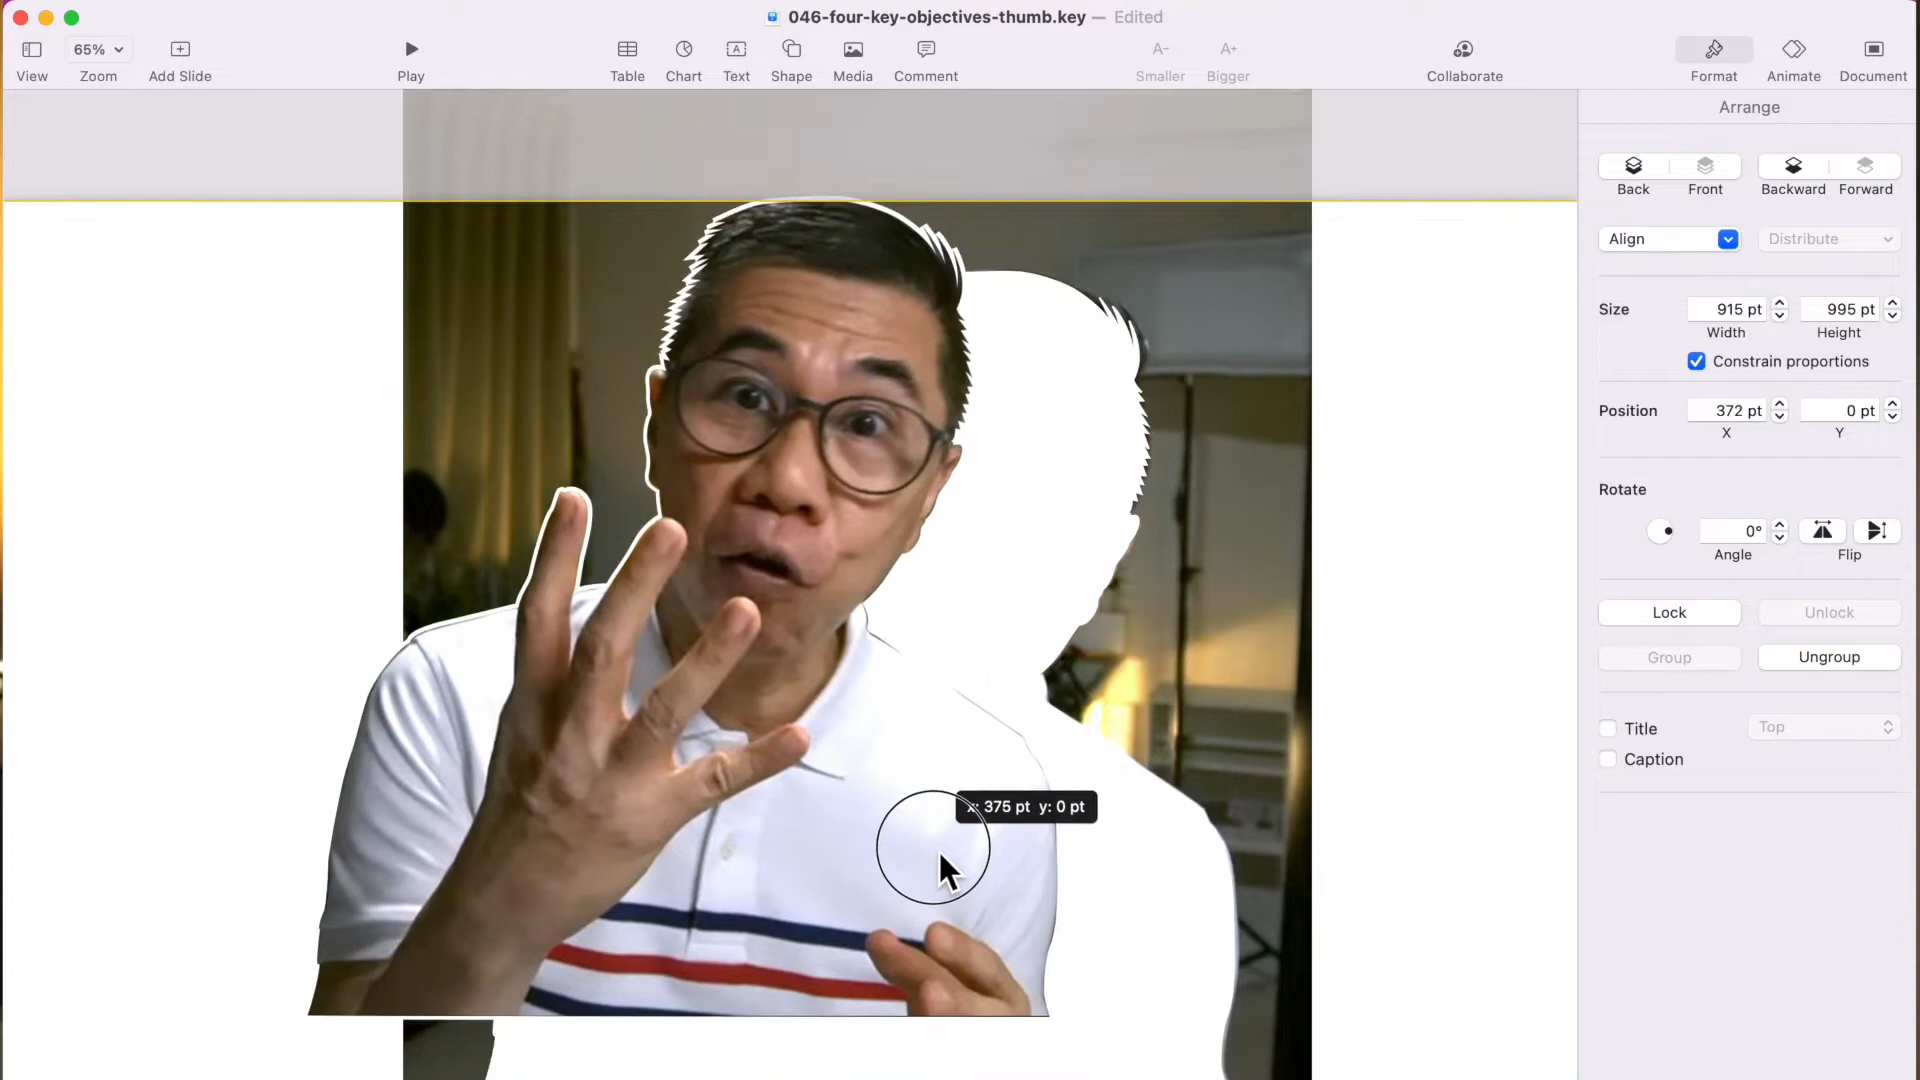 046-four-key-objectives-thumb.key — Edited
65%
View
Zoom
Add Slide
Play
Table
Chart
Text
Shape
Media
Comment
A-
Smaller
A+
Bigger
Collaborate
Format
Animate
Document
Arrange
Back
Front
Backward
Forward
Align
Distribute
Size
915 pt
995 pt
Width
Height
Constrain proportions
Position
372 pt
0 pt
X
Y
Rotate
0°
Angle
Flip
Lock
Unlock
Group
Ungroup
Title
Top
Caption
x: 375 pt y: 0 pt